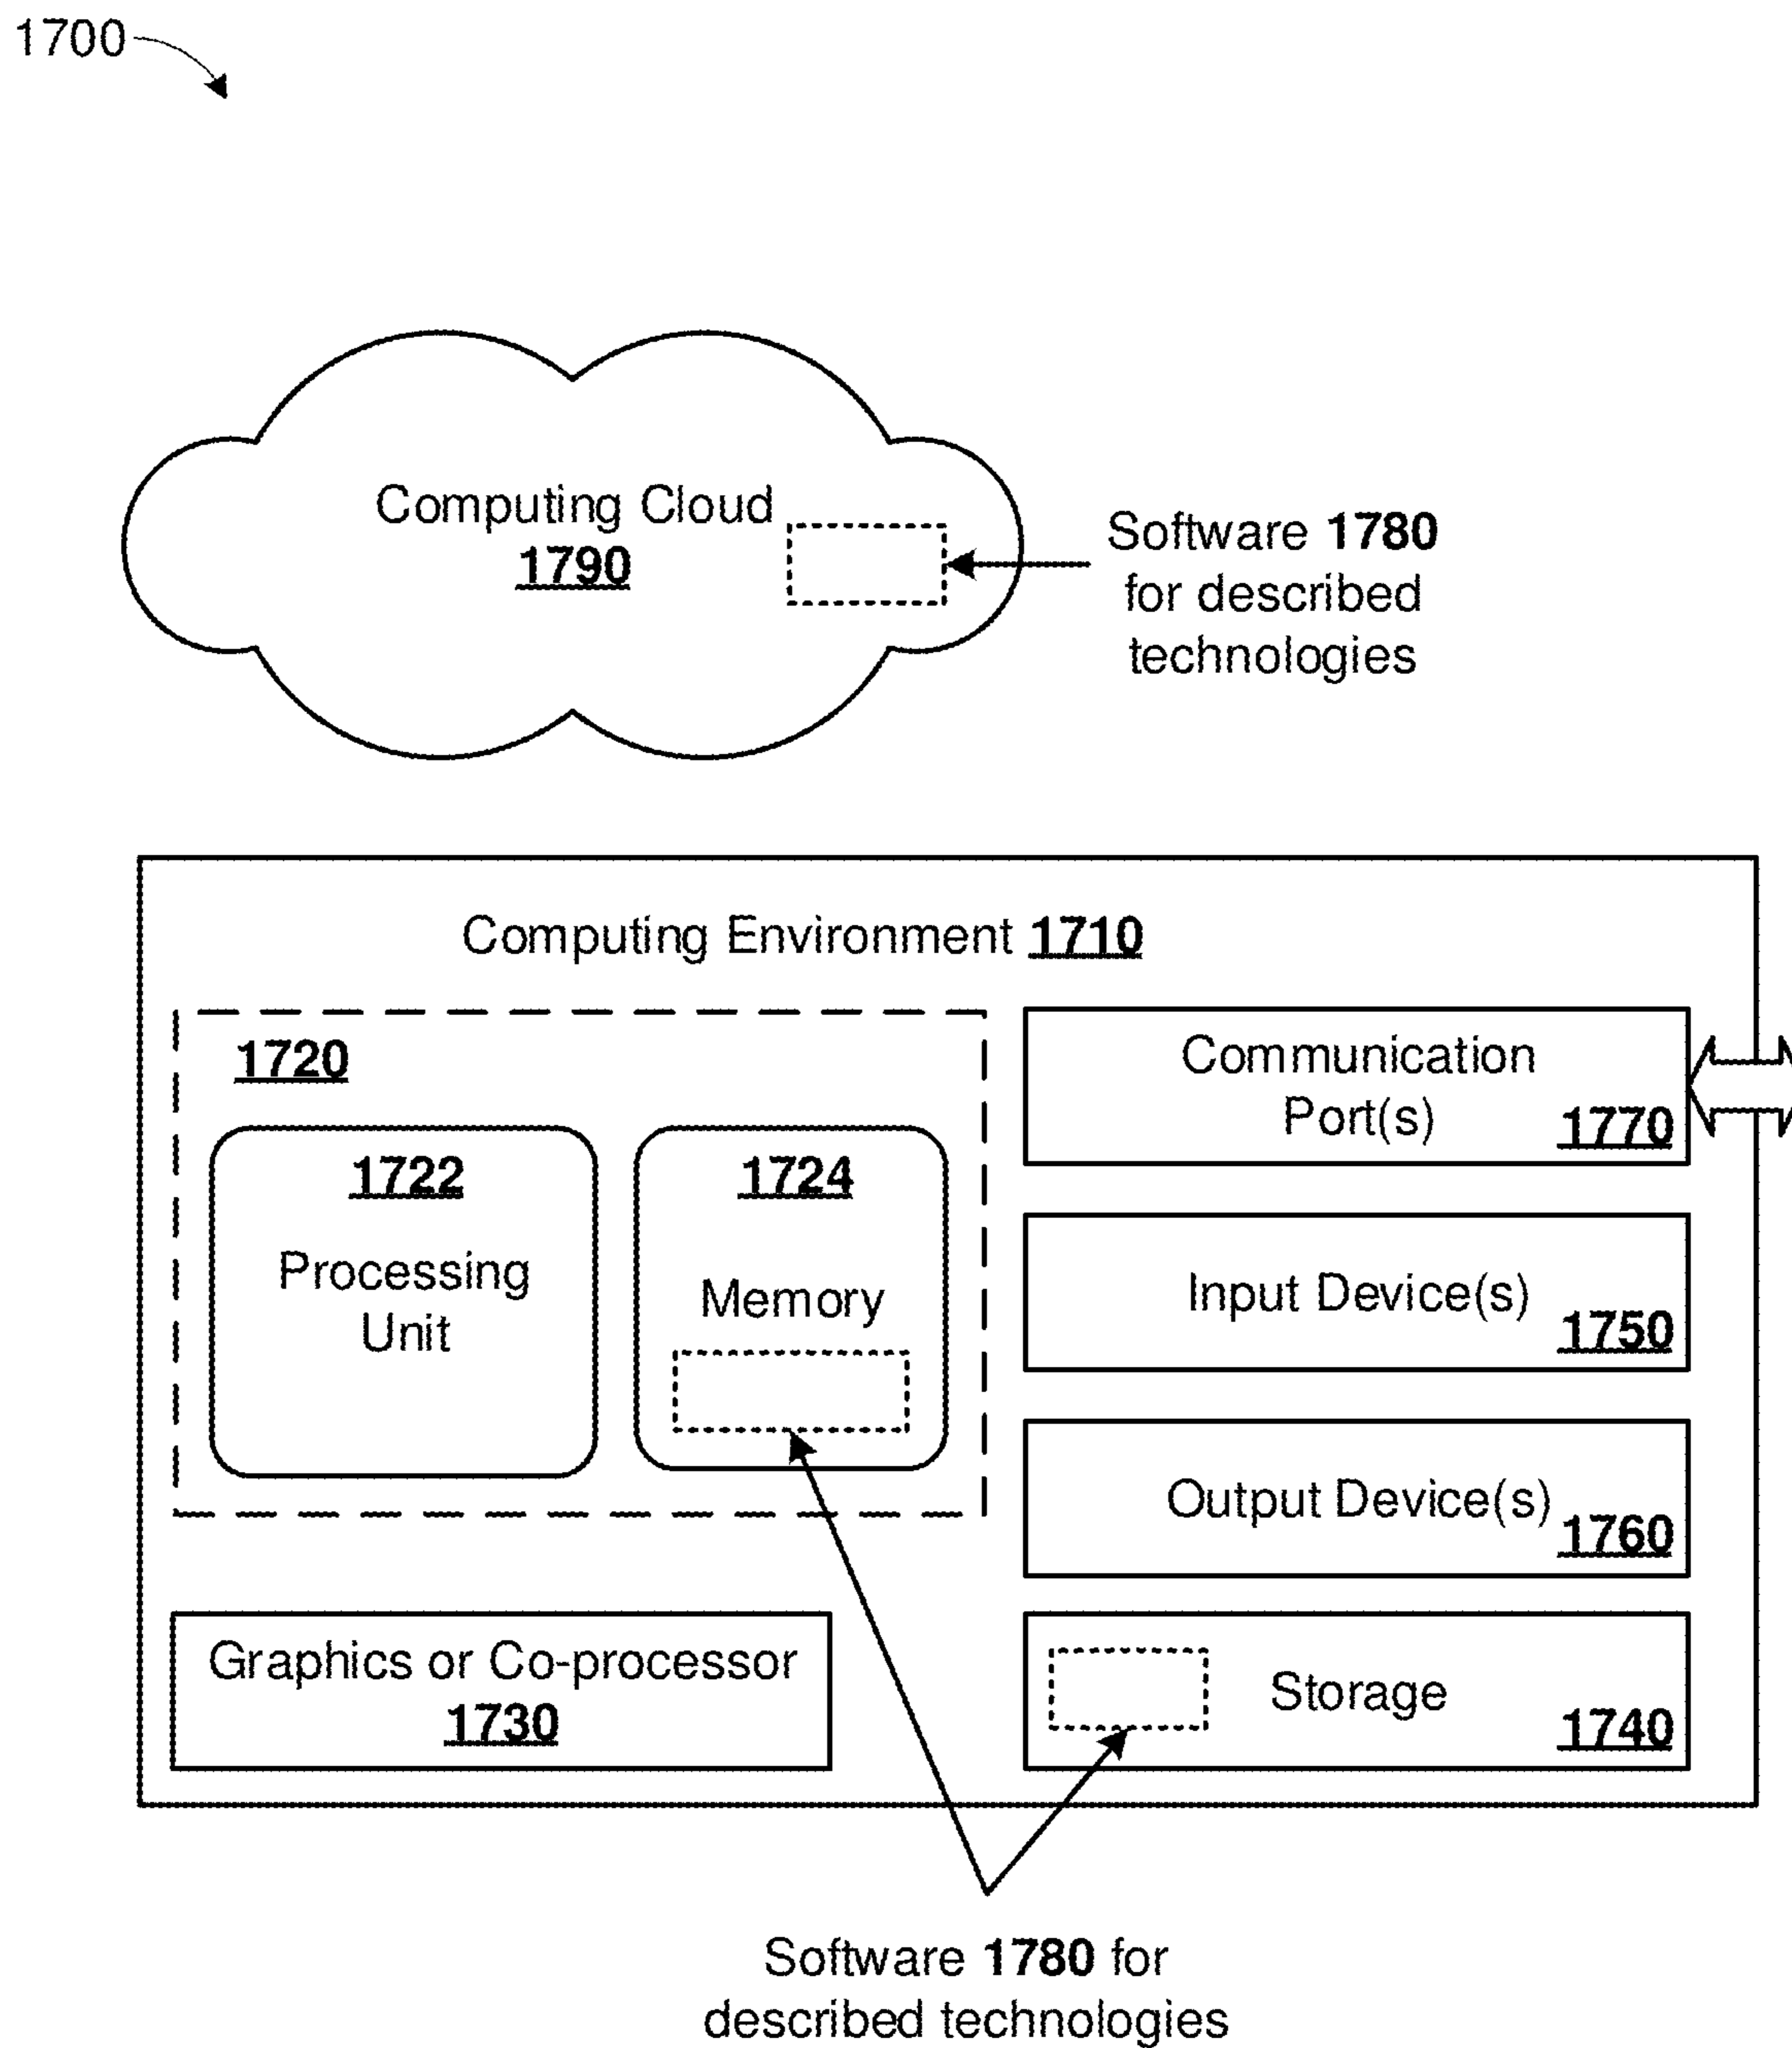 1700
Computing Cloud
1790
Software 1780
for described
technologies
Computing Environment 1710
1720
1722
Processing
Unit
1724
Memory
Communication
Port(s)
1770
Input Device(s)
1750
Output Device(s)
1760
Graphics or Co-processor
1730
Storage
1740
Software 1780 for
described technologies